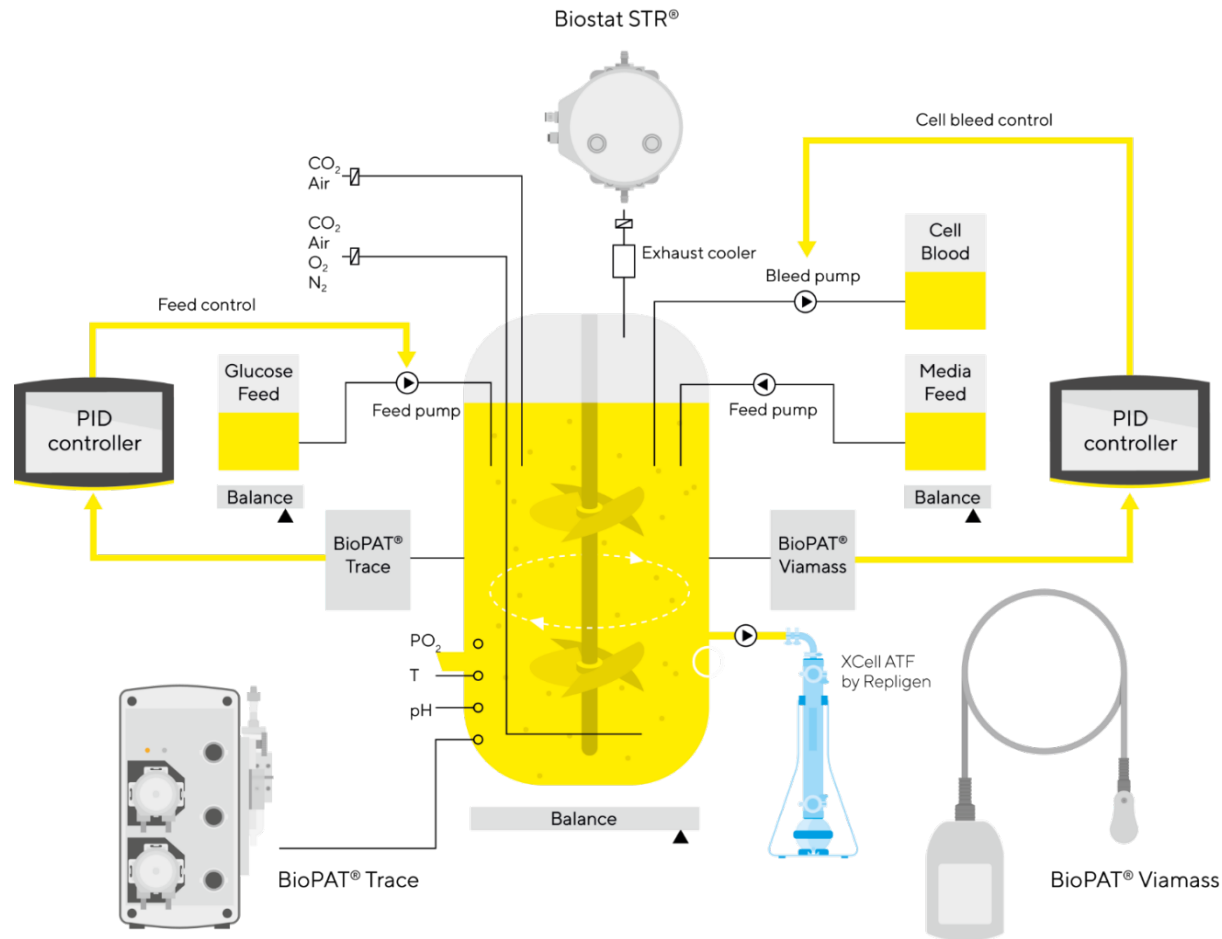 Biostat STR®
CO₂
Air
CO₂
Air
O₂
N₂
Exhaust cooler
Cell bleed control
Cell
Blood
Bleed pump
Feed control
Glucose
Feed
Feed pump
Media
Feed
Feed pump
PID
controller
PID
controller
Balance
Balance
BioPAT®
Trace
BioPAT®
Viamass
PO₂
T
pH
XCell ATF
by Repligen
Balance
BioPAT® Trace
BioPAT® Viamass